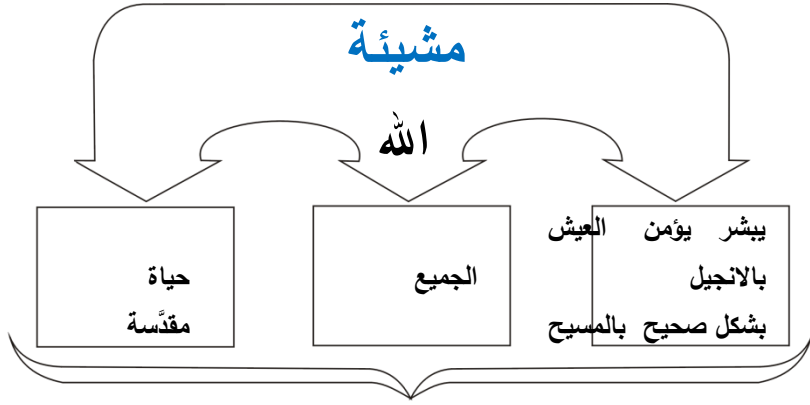 مشيئة
الله
يبشر يؤمن العيش
بالانجيل الجميع حياة
بشكل صحيح بالمسيح مقدَّسة